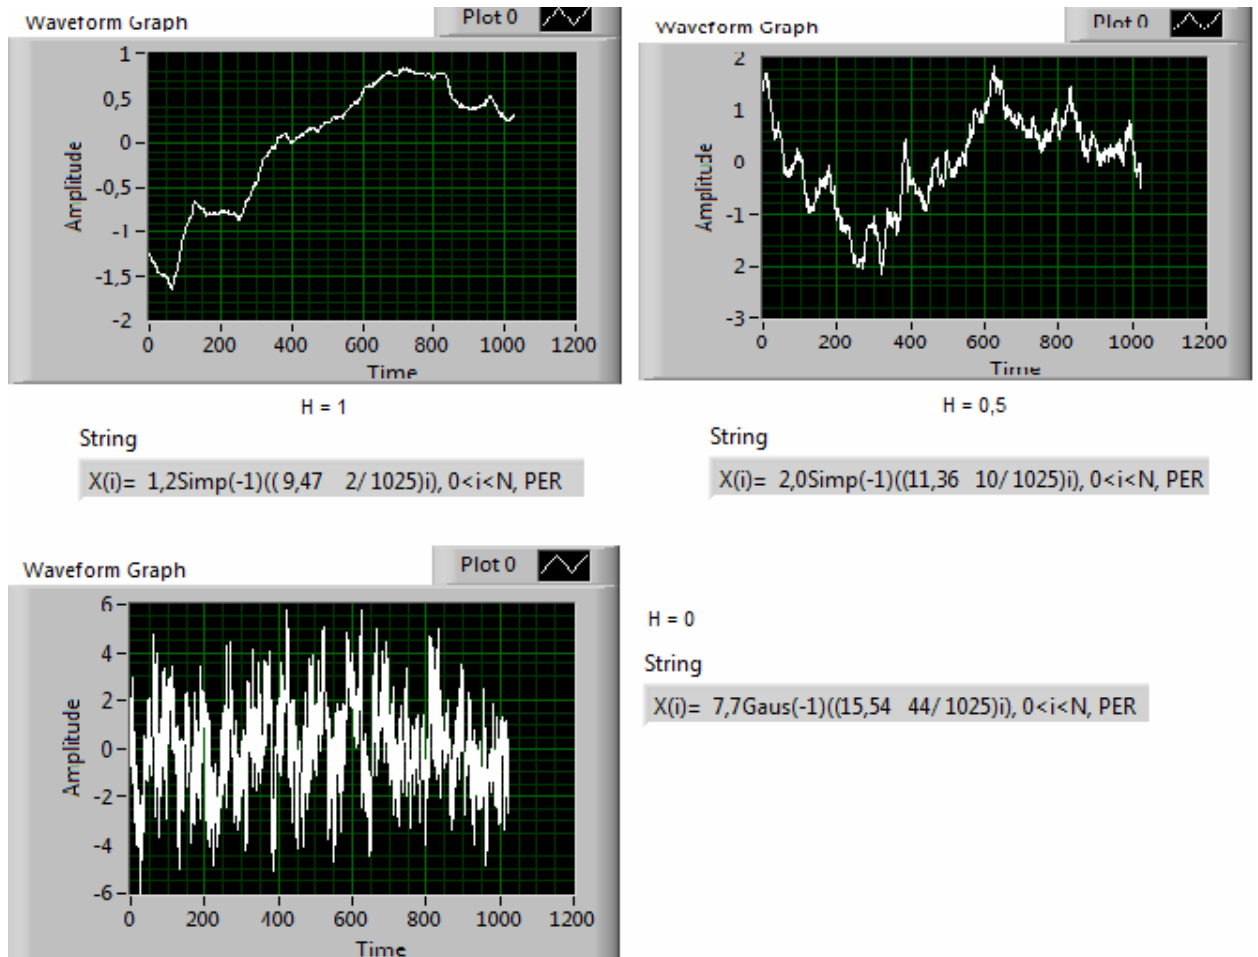 Waveform Graph
Plot 0
1
0,5
0
-0,5
-1
-1,5
-2
Amplitude
0 200 400 600 800 1000 1200
Time
H = 1
String
X(i)= 1,2Simp(-1)(( 9,47 2/ 1025)i), 0<i<N, PER
Waveform Graph
Plot 0
2
1
0
-1
2
-3
Amplitude
0 200 400 600 800 1000 1200
Time
H = 0,5
String
X(i)= 2,0Simp(-1)((11,36 10/ 1025)i), 0<i<N, PER
Waveform Graph
Plot 0
6
4
2
0
-2
-4
-6
Amplitude
0 200 400 600 800 1000 1200
Time
H = 0
String
X(i)= 7,7Gaus(-1)((15,54 44/ 1025)i), 0<i<N, PER